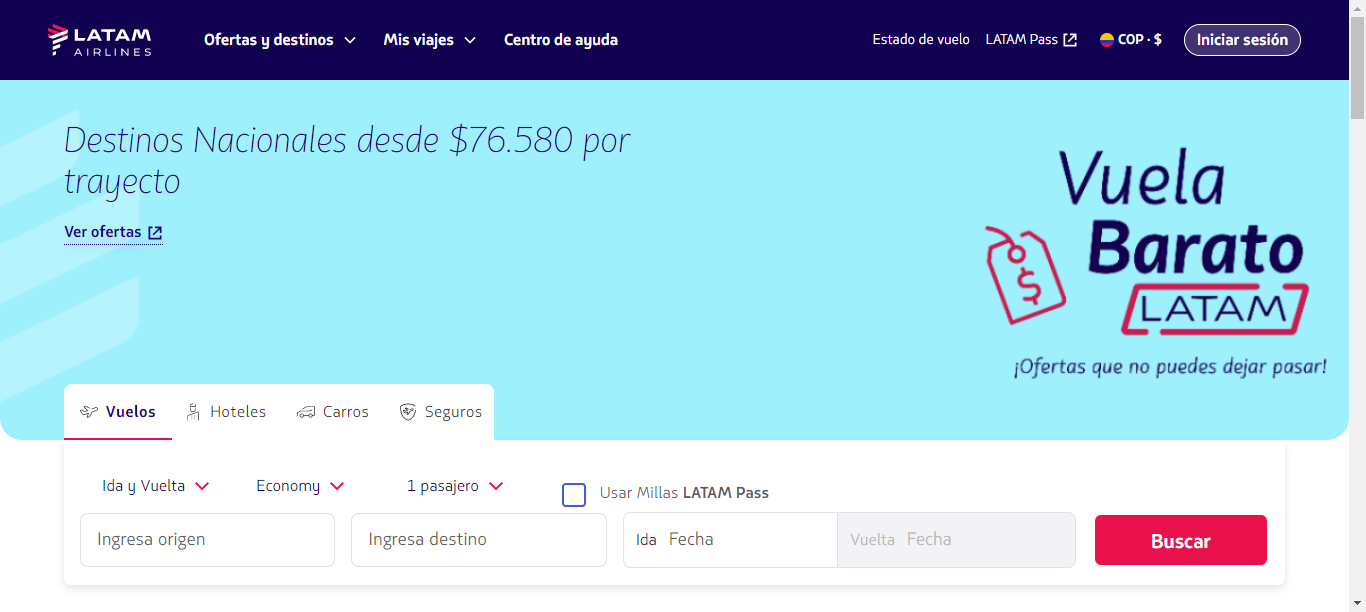 LATAM
AIRLINES
Ofertas y destinos
Mis viajes
Centro de ayuda
Estado de vuelo
LATAM Pass
COP · $
Iniciar sesión
Destinos Nacionales desde $76.580 por
trayecto
Ver ofertas
Vuela
Barato
$
LATAM
¡Ofertas que no puedes dejar pasar!
Vuelos
Hoteles
Carros
Seguros
Ida y Vuelta
Economy
1 pasajero
Usar Millas LATAM Pass
Ingresa origen
Ingresa destino
Ida Fecha
Vuelta Fecha
Buscar